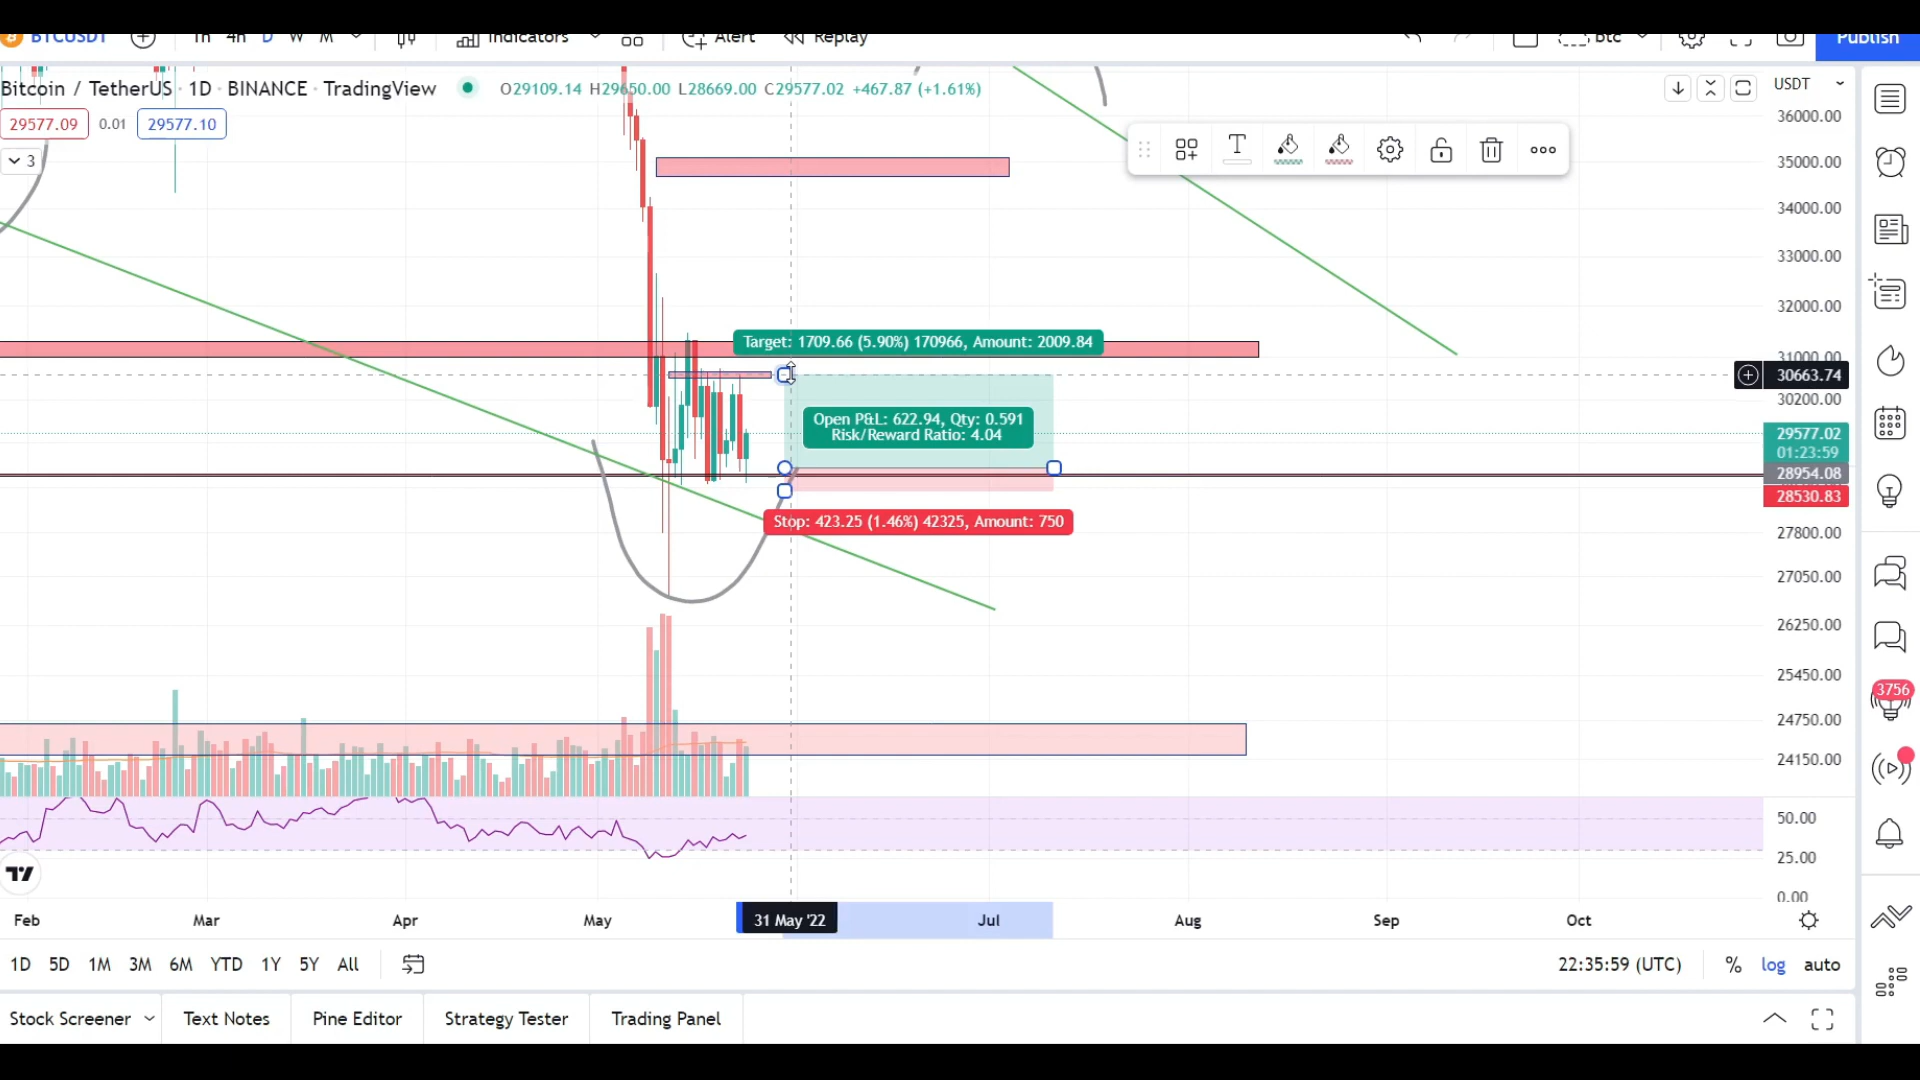 BTCUSDT 1h 4h D W M Indicators Alert Replay btc Publish
Bitcoin / TetherUS · 1D · BINANCE · TradingView O29109.14 H29650.00 L28669.00 C29577.02 +467.87 (+1.61%)
USDT
29577.09 0.01 29577.10
3
36000.00
35000.00
34000.00
33000.00
32000.00
Target: 1709.66 (5.90%) 170966, Amount: 2009.84
31000.00
30663.74
30200.00
Open P&L: 622.94, Qty: 0.591
Risk/Reward Ratio: 4.04
29577.02
01:23:59
28954.08
28530.83
Stop: 423.25 (1.46%) 42325, Amount: 750
27800.00
27050.00
26250.00
25450.00
24750.00
24150.00
3756
50.00
25.00
0.00
Feb Mar Apr May 31 May '22 Jul Aug Sep Oct
1D 5D 1M 3M 6M YTD 1Y 5Y All 22:35:59 (UTC) % log auto
Stock Screener Text Notes Pine Editor Strategy Tester Trading Panel